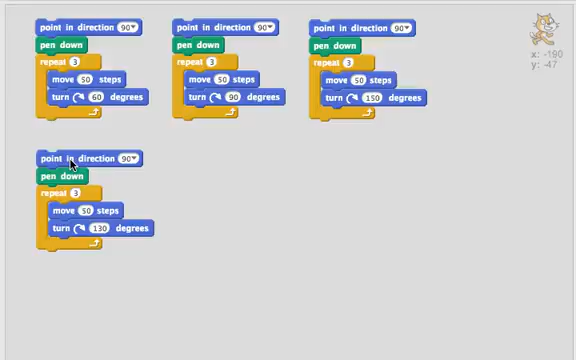 point in direction 90
pen down
repeat 3
move 50 steps
turn 60 degrees
point in direction 90
pen down
repeat 3
move 50 steps
turn 90 degrees
point in direction 90
pen down
repeat 3
move 50 steps
turn 150 degrees
point in direction 90
pen down
repeat 3
move 50 steps
turn 130 degrees
x: -190
y: -47